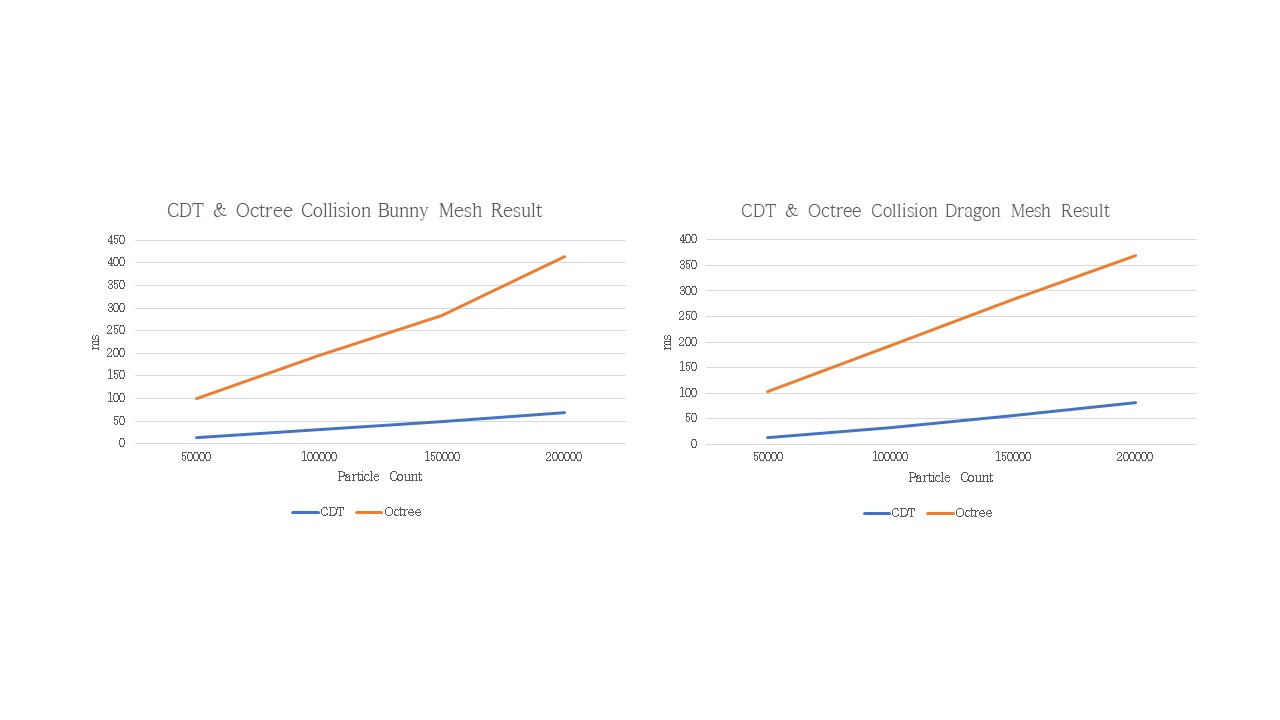 CDT & Octree Collision Bunny Mesh Result
450
400
350
300
250
200
150
100
50
0
ms
50000 100000 150000 200000
Particle Count
CDT Octree
CDT & Octree Collision Dragon Mesh Result
400
350
300
250
200
150
100
50
0
ms
50000 100000 150000 200000
Particle Count
CDT Octree